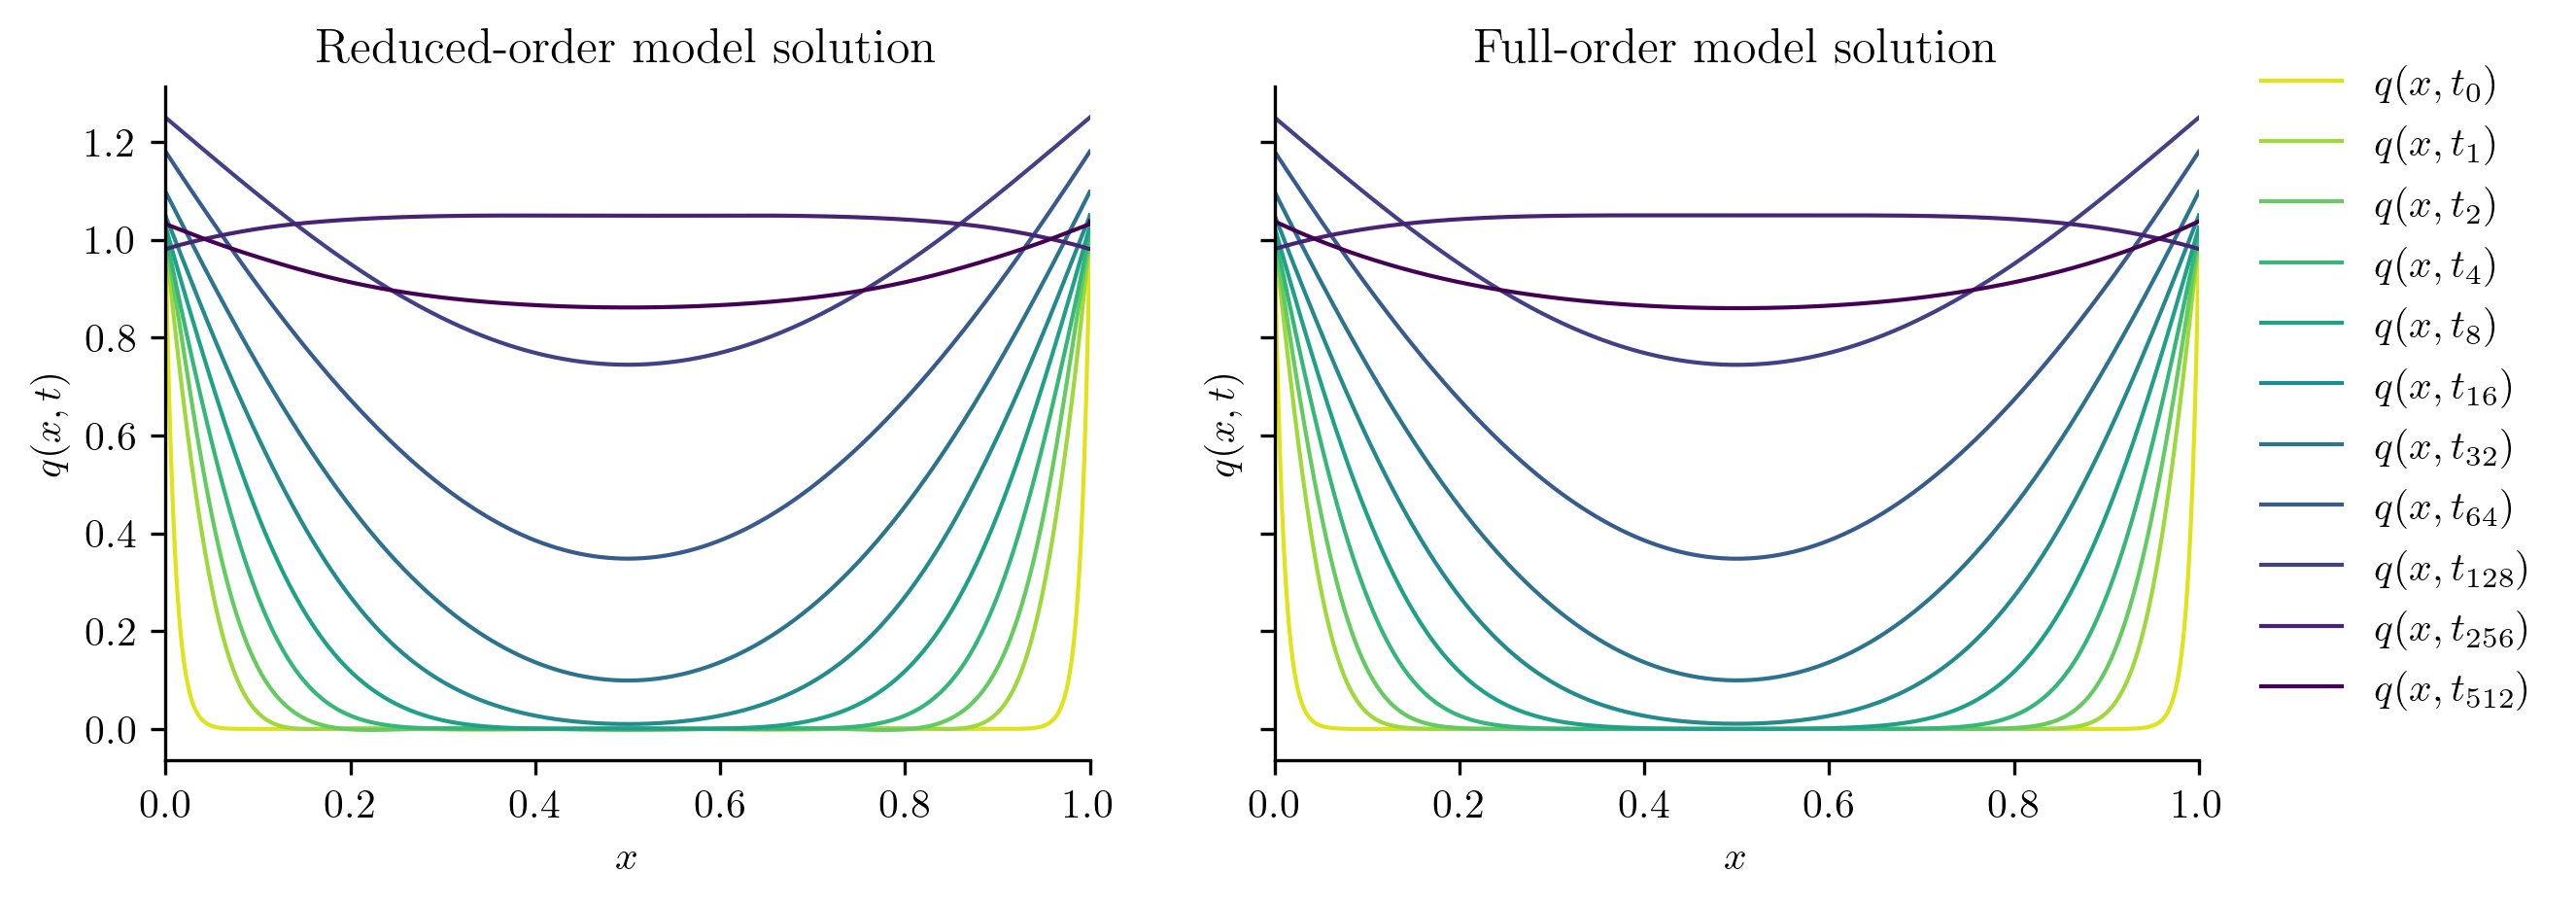 Reduced-order model solution
q(x, t)
1.2
1.0
0.8
0.6
0.4
0.2
0.0
0.0 0.2 0.4 0.6 0.8 1.0
x
Full-order model solution
q(x, t)
0.0 0.2 0.4 0.6 0.8 1.0
x
q(x, t₀)
q(x, t₁)
q(x, t₂)
q(x, t₄)
q(x, t₈)
q(x, t₁₆)
q(x, t₃₂)
q(x, t₆₄)
q(x, t₁₂₈)
q(x, t₂₅₆)
q(x, t₅₁₂)